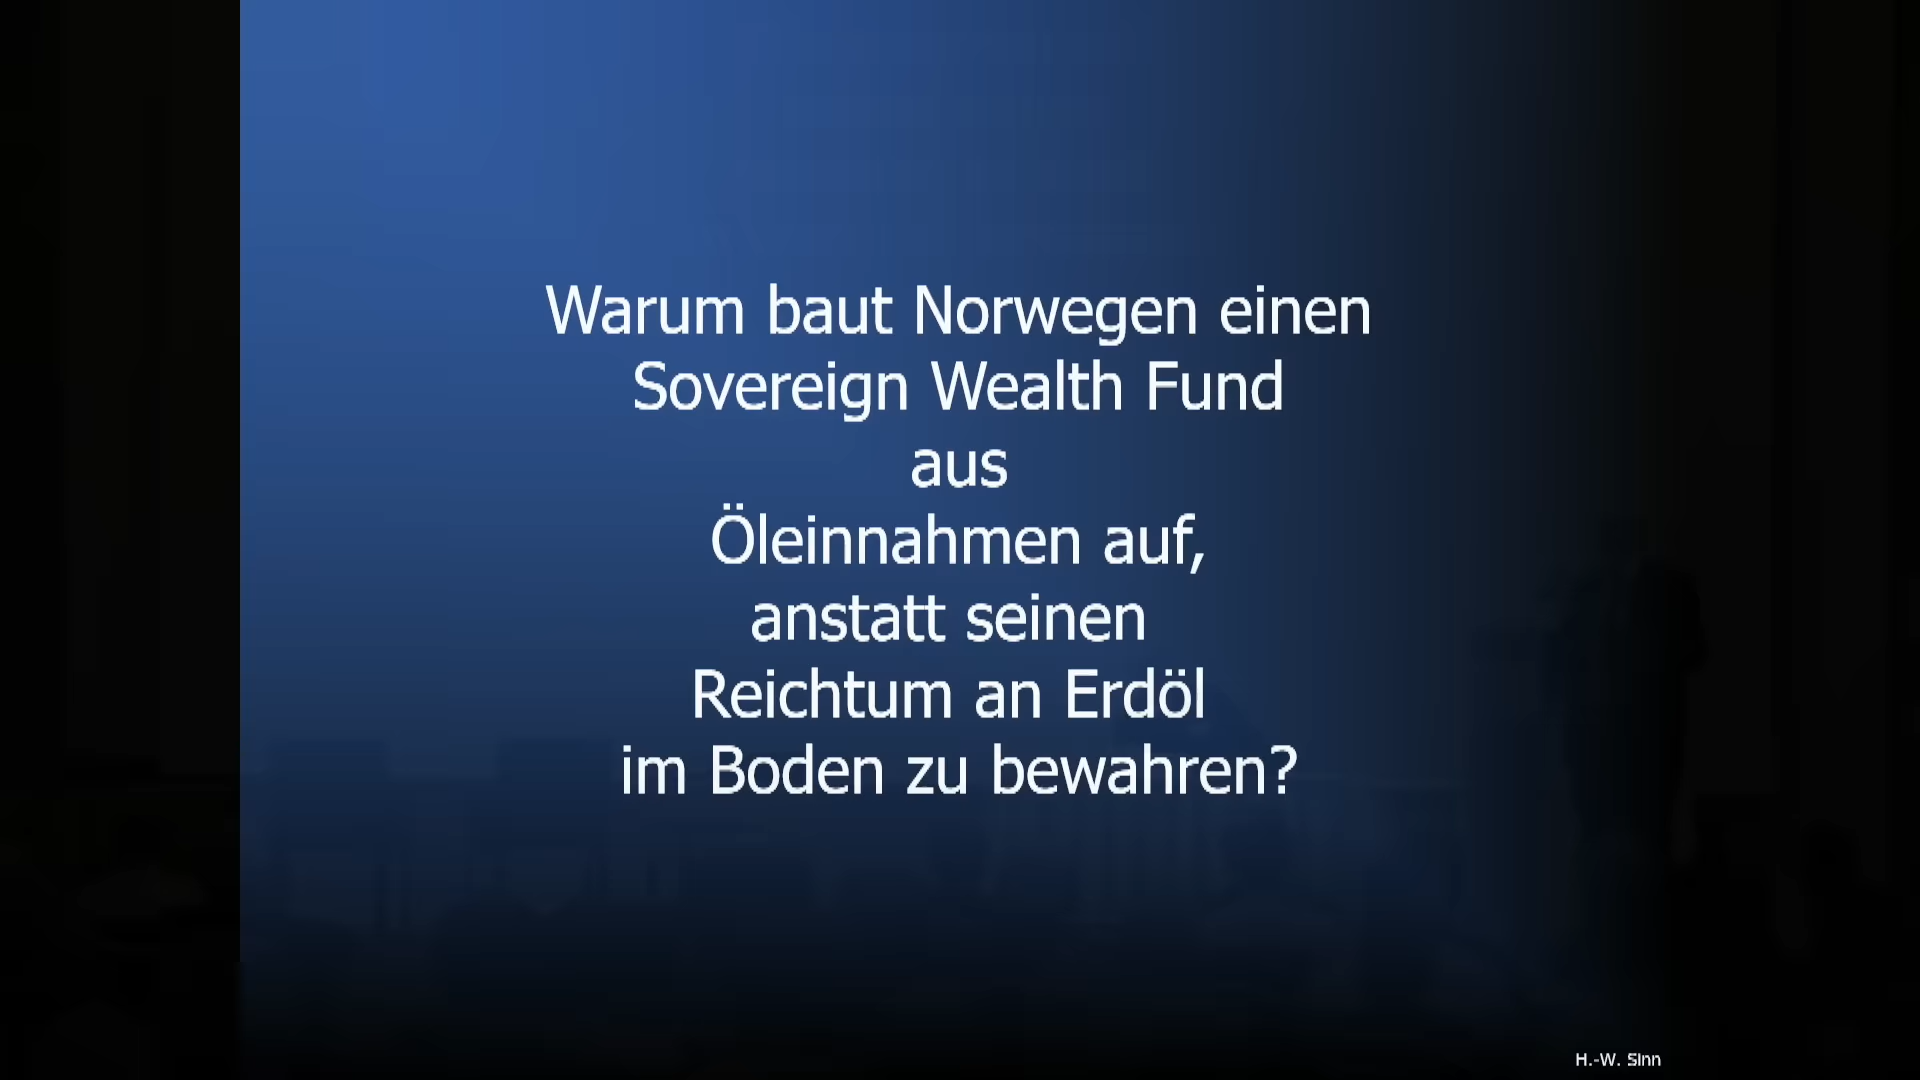 Warum baut Norwegen einen
Sovereign Wealth Fund
aus
Öleinnahmen auf,
anstatt seinen
Reichtum an Erdöl
im Boden zu bewahren?
H.-W. Sinn